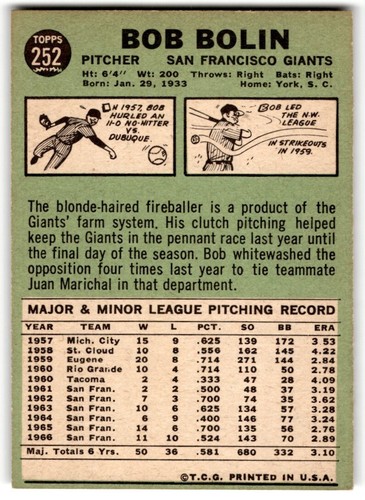 TOPPS
252
BOB BOLIN
PITCHER SAN FRANCISCO GIANTS
Ht: 6'4" Wt: 200 Throws: Right Bats: Right
Born: Jan. 29, 1933 Home: York, S.C.
IN 1957, BOB
HURLED AN
11-0 NO-HITTER
VS.
DUBUQUE.
BOB LED
THE N.W.
LEAGUE
IN STRIKEOUTS
IN 1959.
The blonde-haired fireballer is a product of the
Giants' farm system. His clutch pitching helped
keep the Giants in the pennant race last year until
the final day of the season. Bob whitewashed the
opposition four times last year to tie teammate
Juan Marichal in that department.
MAJOR & MINOR LEAGUE PITCHING RECORD
YEAR TEAM W L PCT. SO BB ERA
1957 Mich. City 15 9 .625 139 172 3 53
1958 St. Cloud 10 8 .556 162 145 4.22
1959 Eugene 20 8 .714 271 144 2.84
1960 Rio Grande 10 4 .714 110 50 2.78
1960 Tacoma 2 4 .333 47 28 4.09
1961 San Fran. 2 2 .500 48 37 3.19
1962 San Fran. 7 3 .700 74 35 3.62
1963 San Fran. 10 6 .625 134 57 3.28
1964 San Fran. 6 9 .400 146 77 3.24
1965 San Fran. 14 6 .700 135 56 2.76
1966 San Fran. 11 10 .524 143 70 2.89
Maj. Totals 6 Yrs. 50 36 .581 680 332 3.10
©T.C.G. PRINTED IN U.S.A.